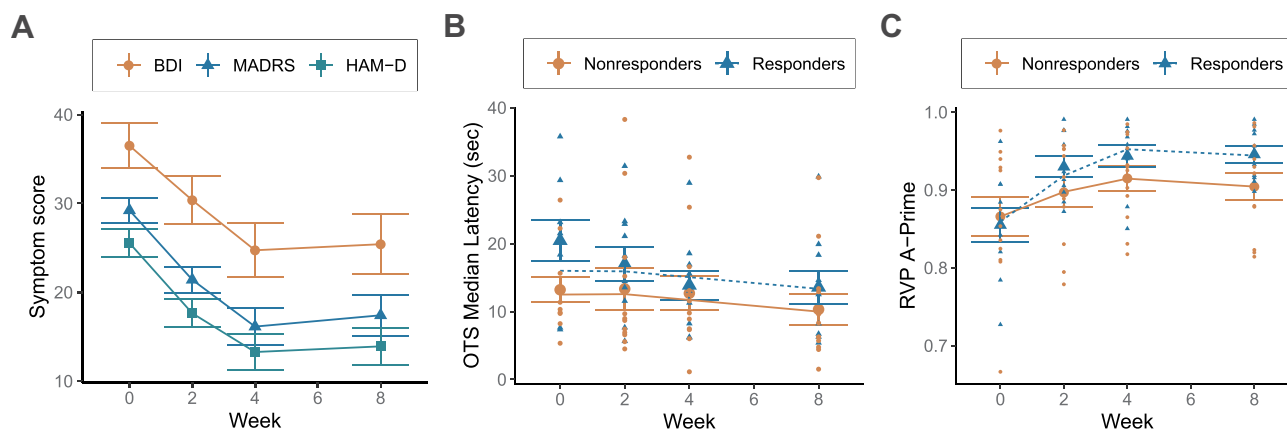 A
BDI MADRS HAM-D
Symptom score
40
30
20
10
0 2 4 6 8
Week
B
Nonresponders Responders
OTS Median Latency (sec)
40
30
20
10
0
0 2 4 6 8
Week
C
Nonresponders Responders
RVP A-Prime
1.0
0.9
0.8
0.7
0 2 4 6 8
Week